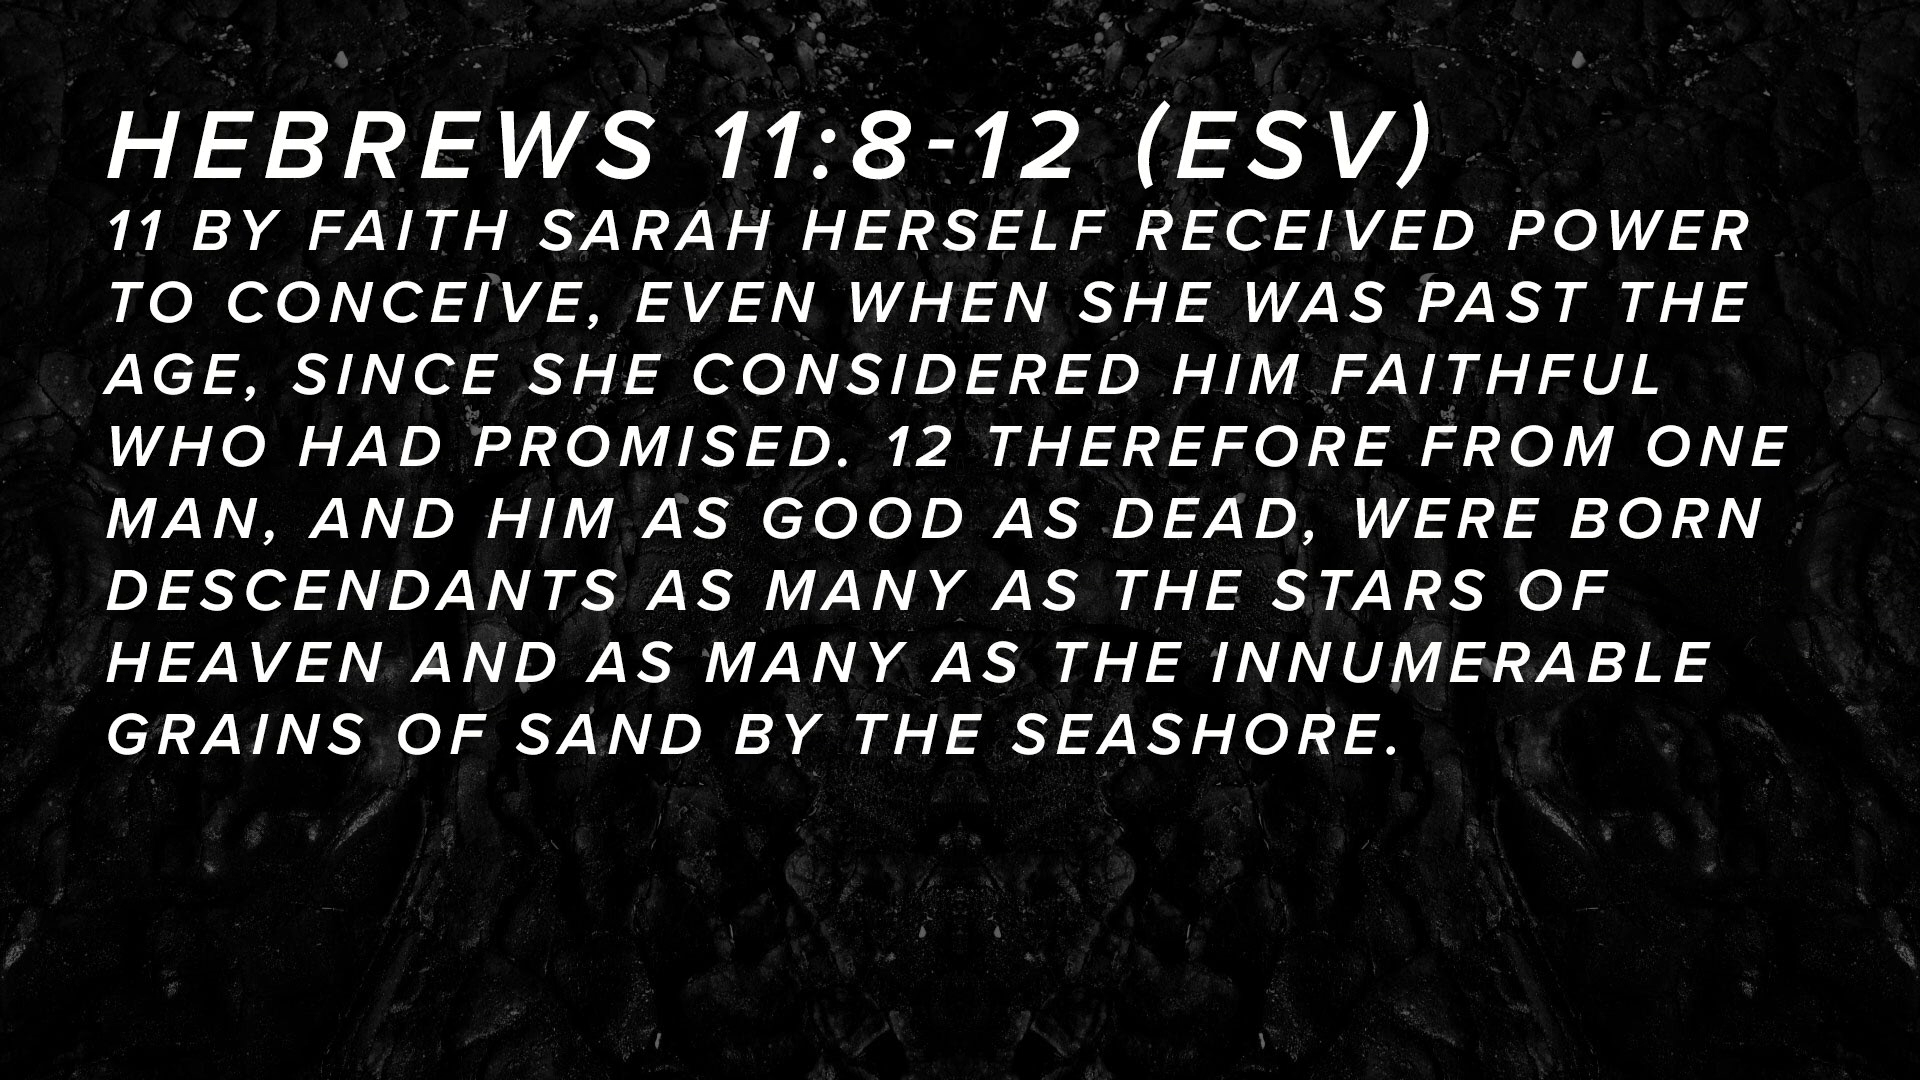 HEBREWS 11:8-12 (ESV)
11 BY FAITH SARAH HERSELF RECEIVED POWER
TO CONCEIVE, EVEN WHEN SHE WAS PAST THE
AGE, SINCE SHE CONSIDERED HIM FAITHFUL
WHO HAD PROMISED. 12 THEREFORE FROM ONE
MAN, AND HIM AS GOOD AS DEAD, WERE BORN
DESCENDANTS AS MANY AS THE STARS OF
HEAVEN AND AS MANY AS THE INNUMERABLE
GRAINS OF SAND BY THE SEASHORE.